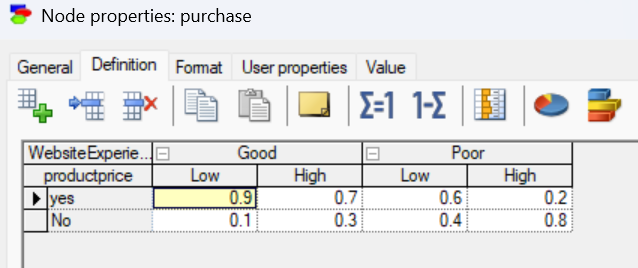 Node properties: purchase
General Definition Format User properties Value
Σ=1 1-Σ
WebsiteExperie... Good Poor
productprice Low High Low High
yes 0.9 0.7 0.6 0.2
No 0.1 0.3 0.4 0.8